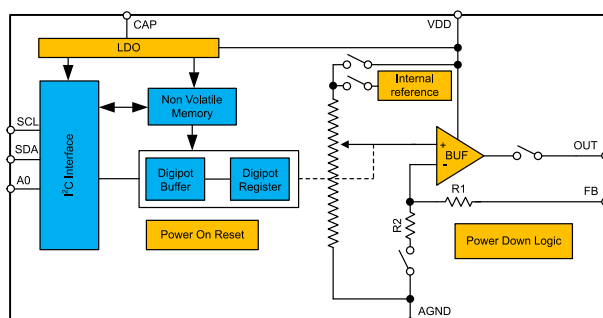 CAP
VDD
LDO
Internal
reference
Non Volatile
Memory
SCL
SDA
A0
I²C Interface
Digipot
Buffer
Digipot
Register
+
BUF
-
OUT
R1
FB
R2
Power On Reset
Power Down Logic
AGND